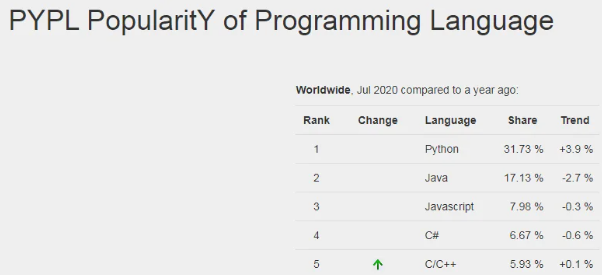 PYPL PopularitY of Programming Language
Worldwide, Jul 2020 compared to a year ago:
Rank Change Language Share Trend
1 Python 31.73 % +3.9 %
2 Java 17.13 % -2.7 %
3 Javascript 7.98 % -0.3 %
4 C# 6.67 % -0.6 %
5 C/C++ 5.93 % +0.1 %